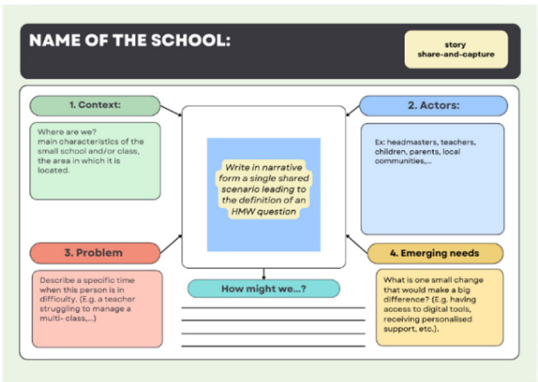 NAME OF THE SCHOOL:
story
share-and-capture
1. Context:
Where are we?
main characteristics of the
small school and/or class,
the area in which it is
located.
2. Actors:
Ex: headmasters, teachers,
children, parents, local
communities,...
Write in narrative
form a single shared
scenario leading to
the definition of an
HMW question
3. Problem
Describe a specific time
when this person is in
difficulty. (E.g. a teacher
struggling to manage a
multi- class,...)
4. Emerging needs
What is one small change
that would make a big
difference? (E.g. having
access to digital tools,
receiving personalised
support, etc.).
How might we...?